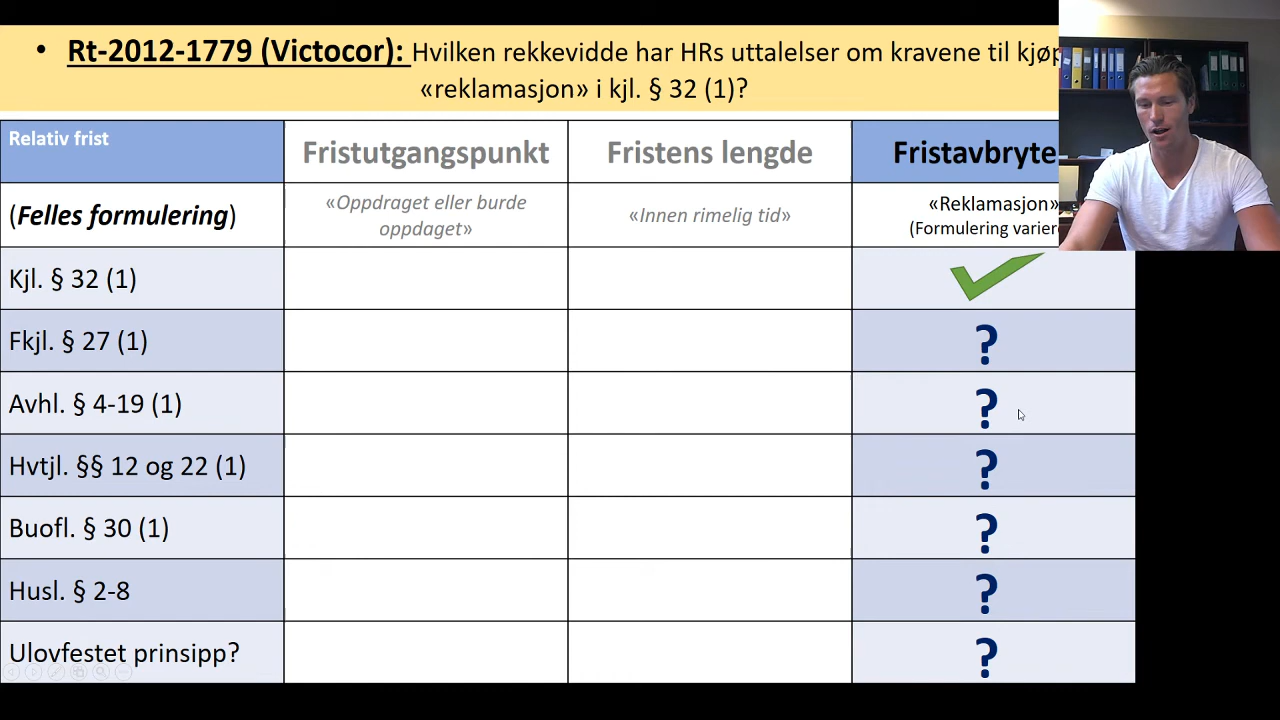 • Rt-2012-1779 (Victocor): Hvilken rekkevidde har HRs uttalelser om kravene til kjøp
«reklamasjon» i kjl. § 32 (1)?
Relativ frist
Fristutgangspunkt
Fristens lengde
Fristavbryte
(Felles formulering)
«Oppdraget eller burde
oppdaget»
«Innen rimelig tid»
«Reklamasjon»
(Formulering variere
Kjl. § 32 (1)
Fkjl. § 27 (1)
?
Avhl. § 4-19 (1)
?
Hvtjl. §§ 12 og 22 (1)
?
Buofl. § 30 (1)
?
Husl. § 2-8
?
Ulovfestet prinsipp?
?